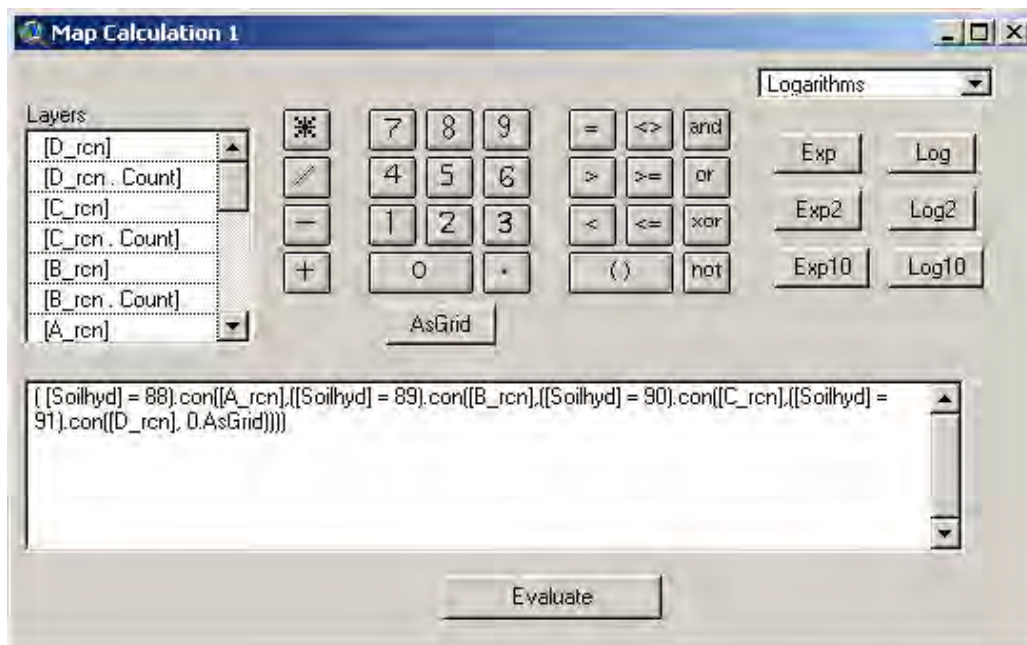 Map Calculation 1
Logarithms
Layers
[D_rcn]
[D_rcn . Count]
[C_rcn]
[C_rcn . Count]
[B_rcn]
[B_rcn . Count]
[A_rcn]
* 7 8 9 = <> and
/ 4 5 6 > >= or
- 1 2 3 < <= xor
+ 0 . ( ) not
Exp Log
Exp2 Log2
Exp10 Log10
AsGrid
( [Soilhyd] = 88).con([A_rcn],([Soilhyd] = 89).con([B_rcn],([Soilhyd] = 90).con([C_rcn],([Soilhyd] =
91).con([D_rcn], 0.AsGrid))))
Evaluate